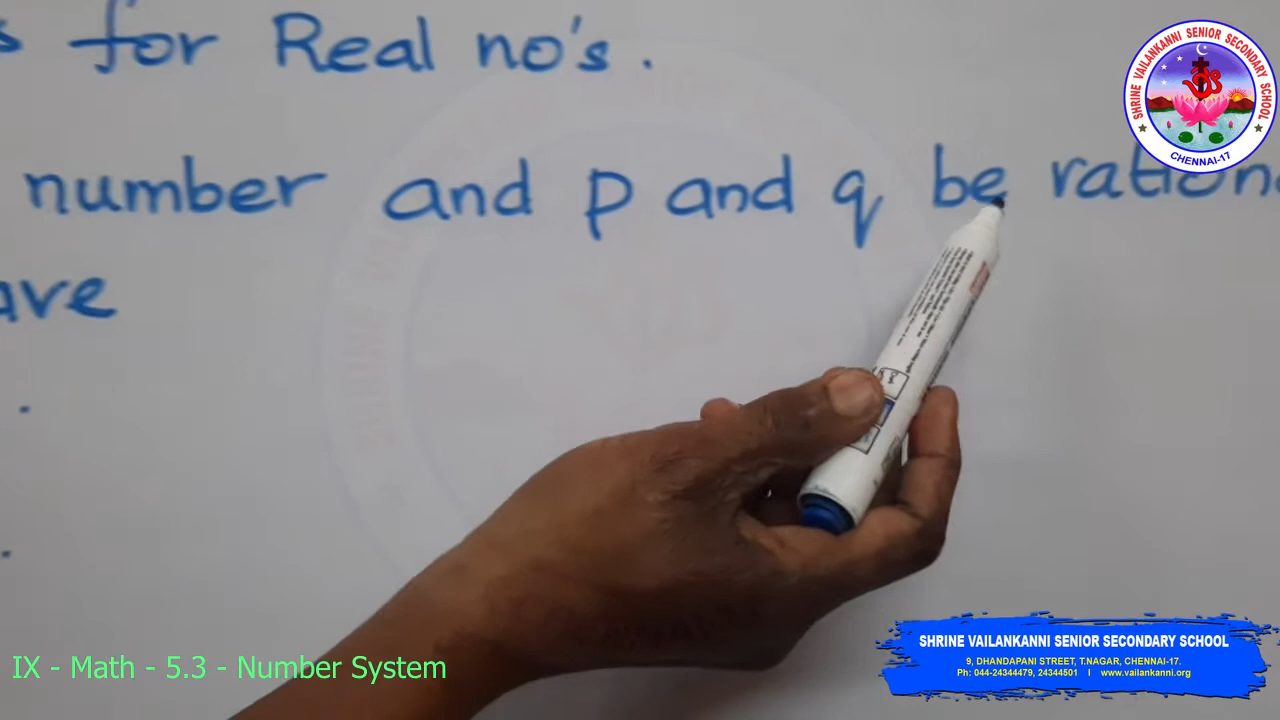 for Real no's.
number and p and q be
SHRINE VAILANKANNI SENIOR SECONDARY SCHOOL
CHENNAI-17
IX - Math - 5.3 - Number System
SHRINE VAILANKANNI SENIOR SECONDARY SCHOOL
9, DHANDAPANI STREET, T.NAGAR, CHENNAI-17.
Ph: 044-24344479, 24344501 I www.vailankanni.org